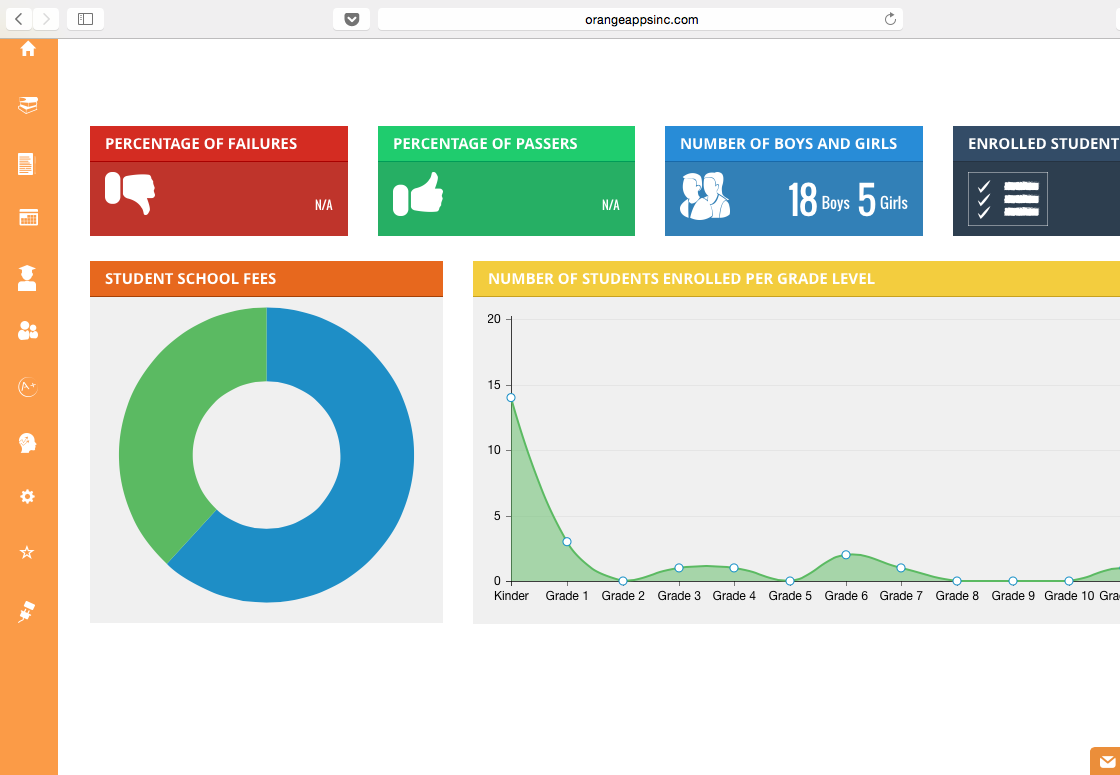 orangeappsinc.com
PERCENTAGE OF FAILURES
N/A
PERCENTAGE OF PASSERS
N/A
NUMBER OF BOYS AND GIRLS
18 Boys 5 Girls
ENROLLED STUDENT
A+
STUDENT SCHOOL FEES
NUMBER OF STUDENTS ENROLLED PER GRADE LEVEL
20
15
10
5
0
Kinder Grade 1 Grade 2 Grade 3 Grade 4 Grade 5 Grade 6 Grade 7 Grade 8 Grade 9 Grade 10 Gra